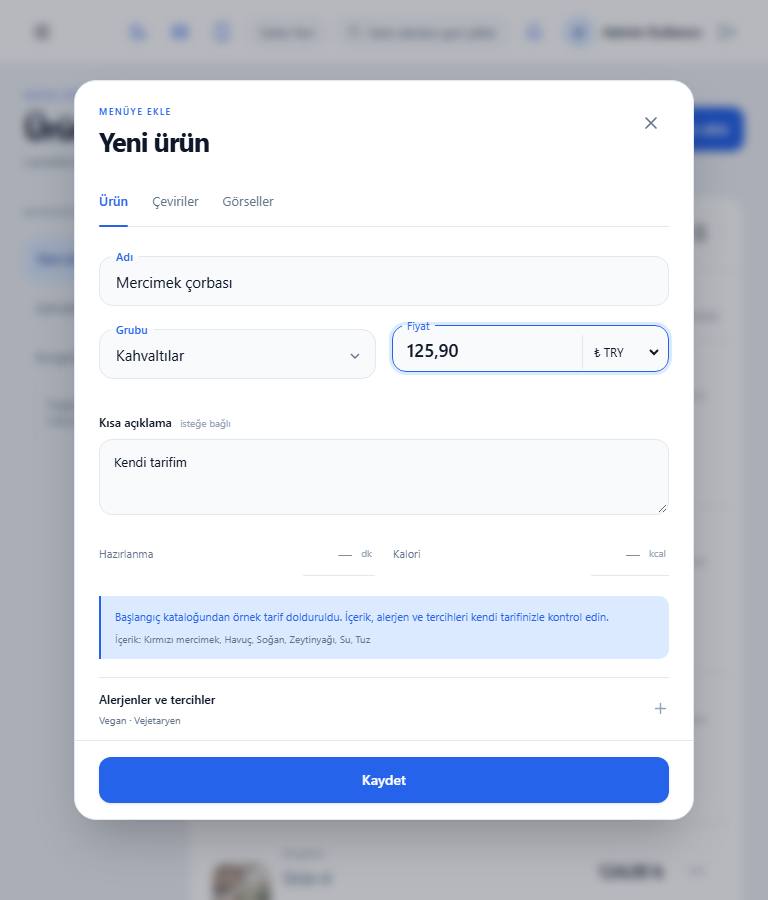 MENÜYE EKLE
Yeni ürün
Ürün Çeviriler Görseller
Adı
Mercimek çorbası
Grubu
Kahvaltılar
Fiyat
125,90
₺ TRY
Kısa açıklama isteğe bağlı
Kendi tarifim
Hazırlanma — dk Kalori — kcal
Başlangıç kataloğundan örnek tarif dolduruldu. İçerik, alerjen ve tercihleri kendi tarifinizle kontrol edin.
İçerik: Kırmızı mercimek, Havuç, Soğan, Zeytinyağı, Su, Tuz
Alerjenler ve tercihler
Vegan · Vejetaryen
Kaydet